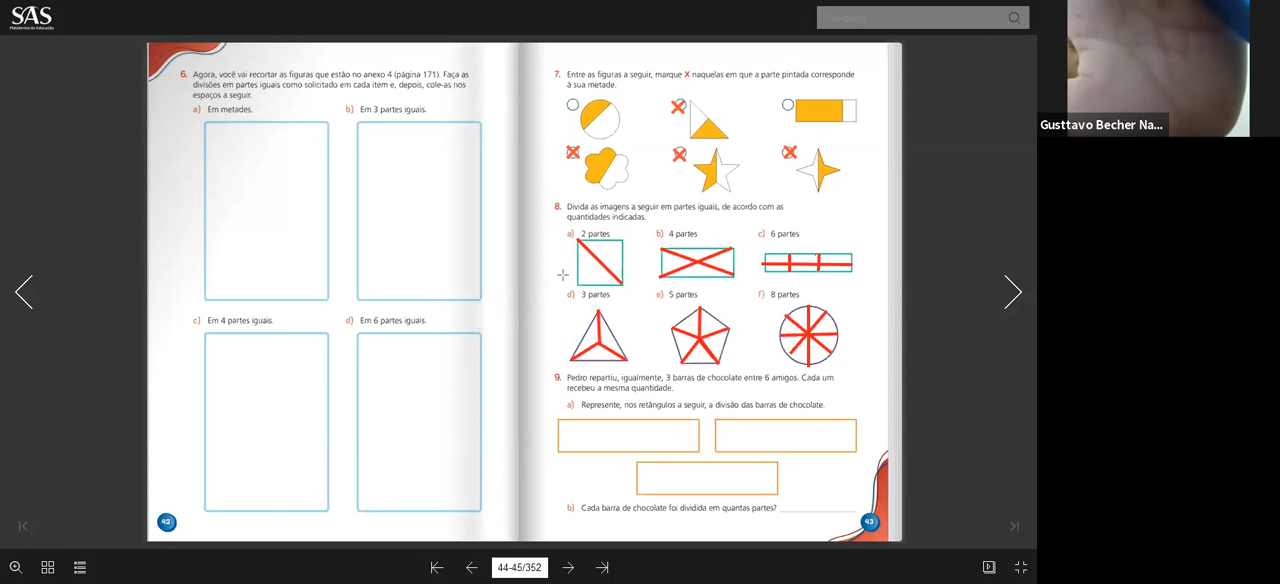 SAS
Plataforma de Educação
Pesquisar
Gusttavo Becher Na...
6. Agora, você vai recortar as figuras que estão no anexo 4 (página 171). Faça as
divisões em partes iguais como solicitado em cada item e, depois, cole-as nos
espaços a seguir.
a) Em metades.
b) Em 3 partes iguais.
c) Em 4 partes iguais.
d) Em 6 partes iguais.
42
7. Entre as figuras a seguir, marque X naquelas em que a parte pintada corresponde
à sua metade.
8. Divida as imagens a seguir em partes iguais, de acordo com as
quantidades indicadas.
a) 2 partes
b) 4 partes
c) 6 partes
d) 3 partes
e) 5 partes
f) 8 partes
9. Pedro repartiu, igualmente, 3 barras de chocolate entre 6 amigos. Cada um
recebeu a mesma quantidade.
a) Represente, nos retângulos a seguir, a divisão das barras de chocolate.
b) Cada barra de chocolate foi dividida em quantas partes?
43
44-45/352